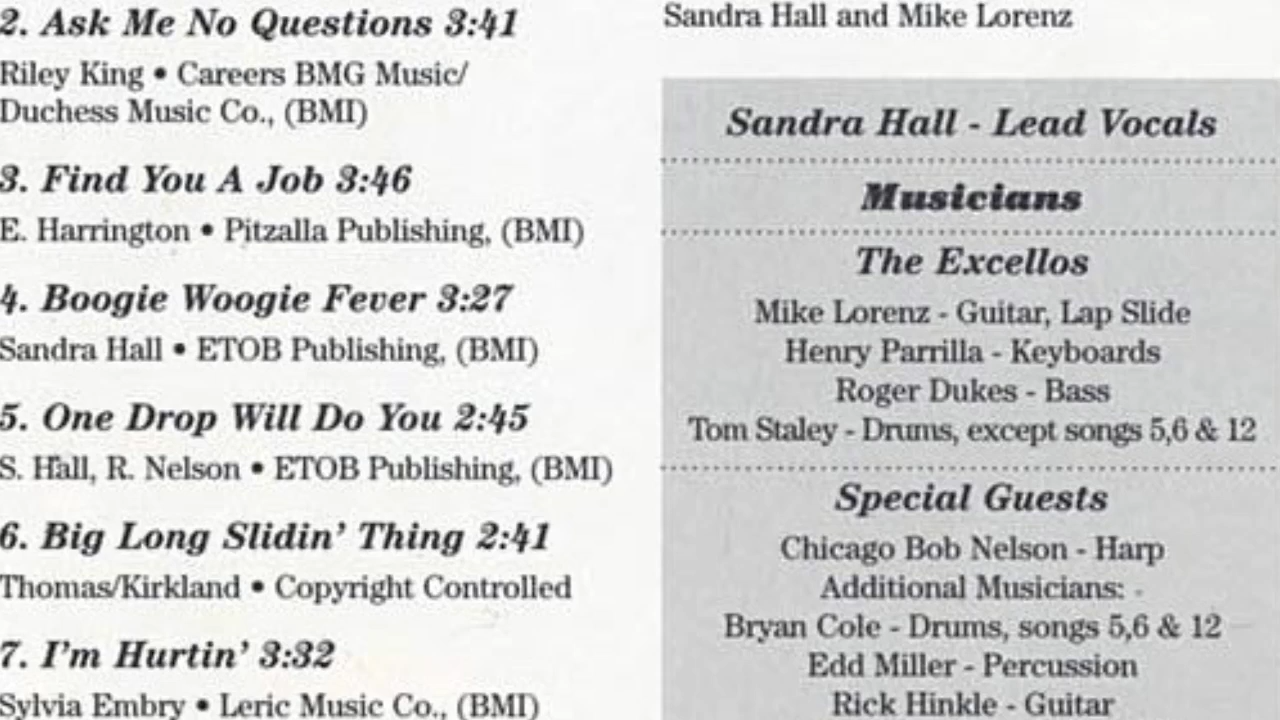 2. Ask Me No Questions 3:41
Riley King • Careers BMG Music/
Duchess Music Co., (BMI)
3. Find You A Job 3:46
E. Harrington • Pitzalla Publishing, (BMI)
4. Boogie Woogie Fever 3:27
Sandra Hall • ETOB Publishing, (BMI)
5. One Drop Will Do You 2:45
S. Hall, R. Nelson • ETOB Publishing, (BMI)
6. Big Long Slidin' Thing 2:41
Thomas/Kirkland • Copyright Controlled
7. I'm Hurtin' 3:32
Sylvia Embry • Leric Music Co., (BMI)
Sandra Hall and Mike Lorenz
Sandra Hall - Lead Vocals
Musicians
The Excellos
Mike Lorenz - Guitar, Lap Slide
Henry Parrilla - Keyboards
Roger Dukes - Bass
Tom Staley - Drums, except songs 5,6 & 12
Special Guests
Chicago Bob Nelson - Harp
Additional Musicians:
Bryan Cole - Drums, songs 5,6 & 12
Edd Miller - Percussion
Rick Hinkle - Guitar